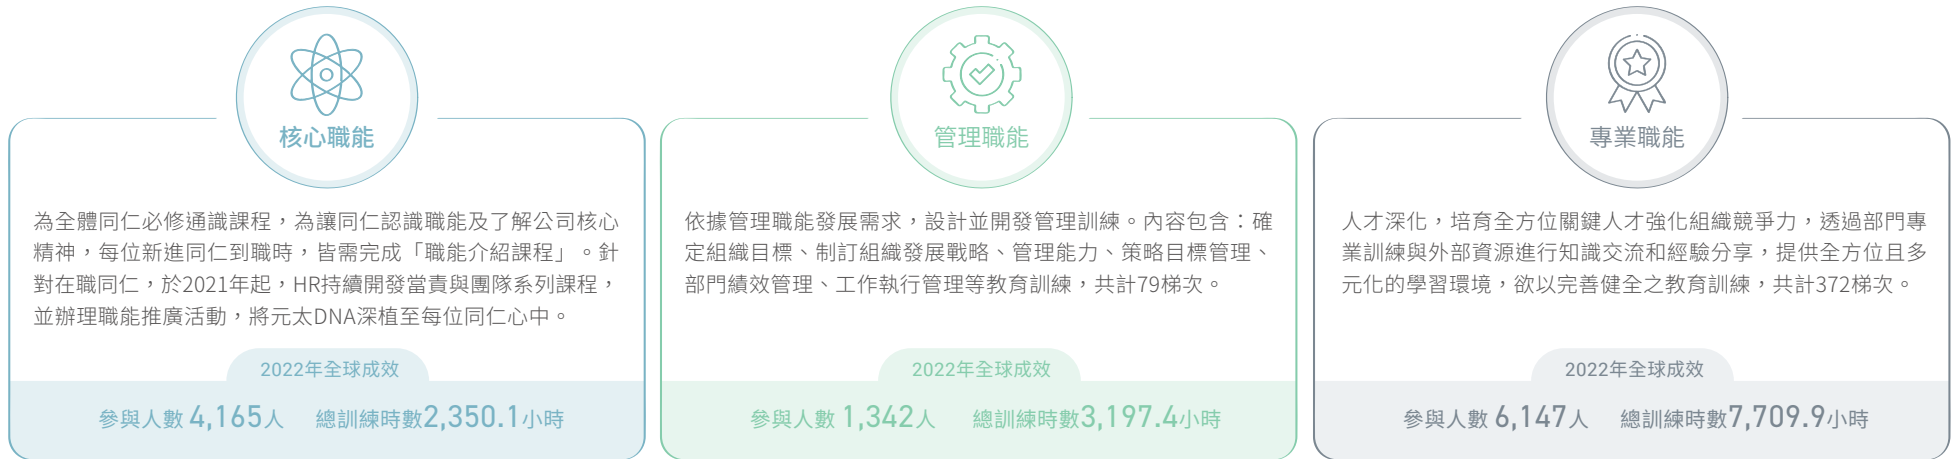 核心職能
為全體同仁必修通識課程，為讓同仁認識職能及了解公司核心
精神，每位新進同仁到職時，皆需完成「職能介紹課程」。針
對在職同仁，於2021年起，HR持續開發當責與團隊系列課程，
並辦理職能推廣活動，將元太DNA深植至每位同仁心中。
2022年全球成效
參與人數 4,165人 總訓練時數2,350.1小時
管理職能
依據管理職能發展需求，設計並開發管理訓練。內容包含：確
定組織目標、制訂組織發展戰略、管理能力、策略目標管理、
部門績效管理、工作執行管理等教育訓練，共計79梯次。
2022年全球成效
參與人數 1,342人 總訓練時數3,197.4小時
專業職能
人才深化，培育全方位關鍵人才強化組織競爭力，透過部門專
業訓練與外部資源進行知識交流和經驗分享，提供全方位且多
元化的學習環境，欲以完善健全之教育訓練，共計372梯次。
2022年全球成效
參與人數 6,147人 總訓練時數7,709.9小時